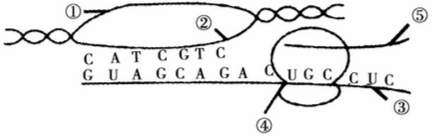 ① ② ⑤
C A T C G T C
G U A G C A G A C U G C C U C
④ ③